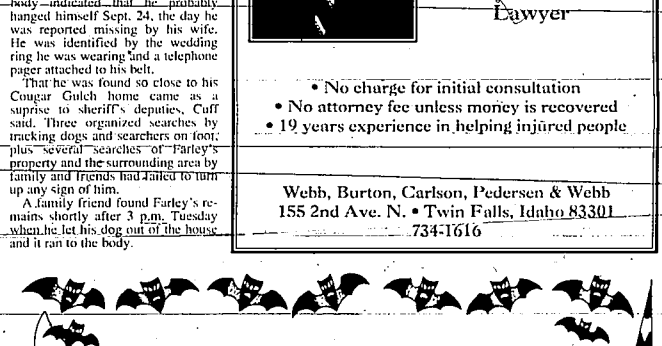 body indicated that he probably
hanged himself Sept. 24, the day he
was reported missing by his wife.
He was identified by the wedding
ring he was wearing and a telephone
pager attached to his belt.
That he was found so close to his
Cougar Gulch home came as a
suprise to sheriff's deputies, Cuff
said. Three organized searches by
tracking dogs and searchers on foot,
plus several searches of Farley's
property and the surrounding area by
family and friends had failed to turn
up any sign of him.
A family friend found Farley's re-
mains shortly after 3 p.m. Tuesday
when he let his dog out of the house
and it ran to the body.
Lawyer
• No charge for initial consultation
• No attorney fee unless money is recovered
• 19 years experience in helping injured people
Webb, Burton, Carlson, Pedersen & Webb
155 2nd Ave. N. • Twin Falls, Idaho 83301
734-1616